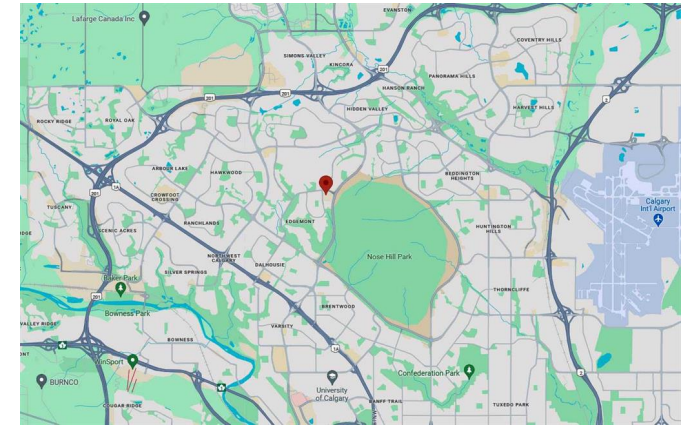 EVANSTON
Lafarge Canada Inc
COVENTRY HILLS
SIMONS VALLEY
KINCORA
201
PANORAMA HILLS
HANSON RANCH
201
201
HIDDEN VALLEY
HARVEST HILLS
2
ROCKY RIDGE
ROYAL OAK
ARBOUR LAKE
HAWKWOOD
BEDDINGTON
HEIGHTS
201
1A
CROWFOOT
CROSSING
TUSCANY
RANCHLANDS
EDGEMONT
Calgary
Int'l Airport
SCENIC ACRES
HUNTINGTON
HILLS
NORTHWEST
CALGARY
Nose Hill Park
DALHOUSIE
SILVER SPRINGS
Baker Park
THORNCLIFFE
201
BRENTWOOD
Bowness Park
VALLEY RIDGE
VARSITY
BOWNESS
1A
WinSport
Confederation Park
2
BURNCO
University
of Calgary
BANFF TRAIL
COUGAR RIDGE
TUXEDO PARK